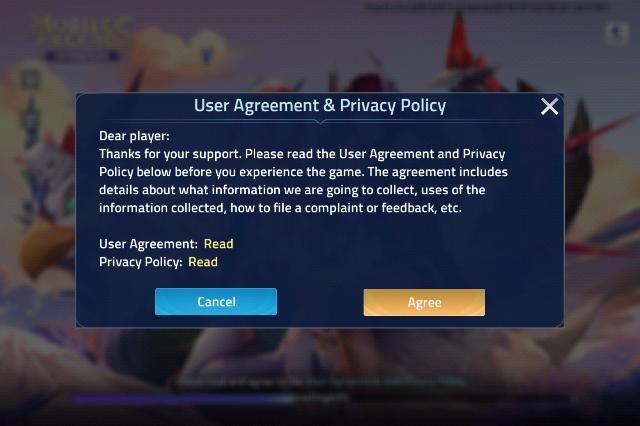 MOBILE
LEGENDS
User Agreement & Privacy Policy
Dear player:
Thanks for your support. Please read the User Agreement and Privacy
Policy below before you experience the game. The agreement includes
details about what information we are going to collect, uses of the
information collected, how to file a complaint or feedback, etc.
User Agreement: Read
Privacy Policy: Read
Cancel
Agree